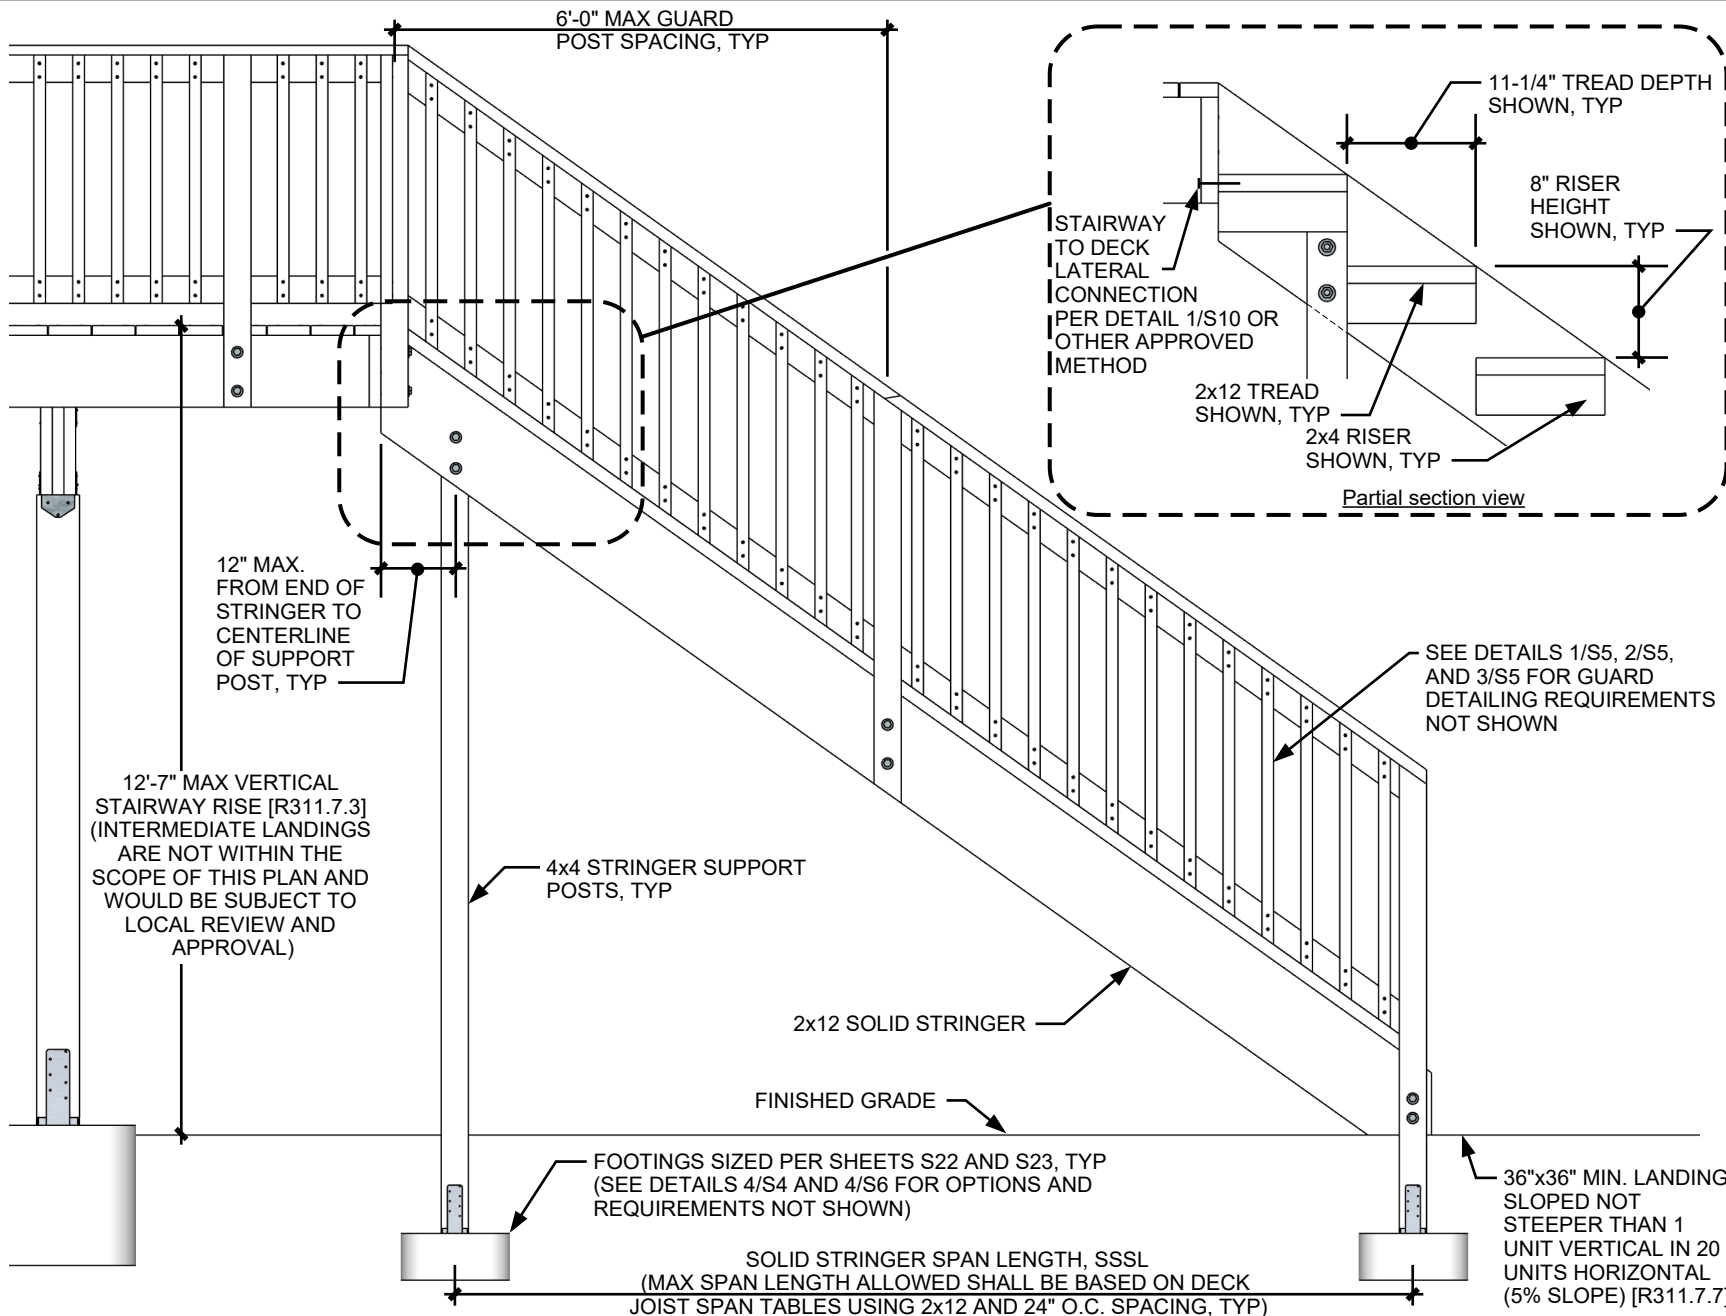 6'-0" MAX GUARD
POST SPACING, TYP
11-1/4" TREAD DEPTH
SHOWN, TYP
8" RISER
HEIGHT
SHOWN, TYP
STAIRWAY
TO DECK
LATERAL
CONNECTION
PER DETAIL 1/S10 OR
OTHER APPROVED
METHOD
2x12 TREAD
SHOWN, TYP
2x4 RISER
SHOWN, TYP
Partial section view
12" MAX.
FROM END OF
STRINGER TO
CENTERLINE
OF SUPPORT
POST, TYP
SEE DETAILS 1/S5, 2/S5,
AND 3/S5 FOR GUARD
DETAILING REQUIREMENTS
NOT SHOWN
12'-7" MAX VERTICAL
STAIRWAY RISE [R311.7.3]
(INTERMEDIATE LANDINGS
ARE NOT WITHIN THE
SCOPE OF THIS PLAN AND
WOULD BE SUBJECT TO
LOCAL REVIEW AND
APPROVAL)
4x4 STRINGER SUPPORT
POSTS, TYP
2x12 SOLID STRINGER
FINISHED GRADE
FOOTINGS SIZED PER SHEETS S22 AND S23, TYP
(SEE DETAILS 4/S4 AND 4/S6 FOR OPTIONS AND
REQUIREMENTS NOT SHOWN)
36"x36" MIN. LANDING
SLOPED NOT
STEEPER THAN 1
UNIT VERTICAL IN 20
UNITS HORIZONTAL
(5% SLOPE) [R311.7.7]
SOLID STRINGER SPAN LENGTH, SSSL
(MAX SPAN LENGTH ALLOWED SHALL BE BASED ON DECK
JOIST SPAN TABLES USING 2x12 AND 24" O.C. SPACING, TYP)